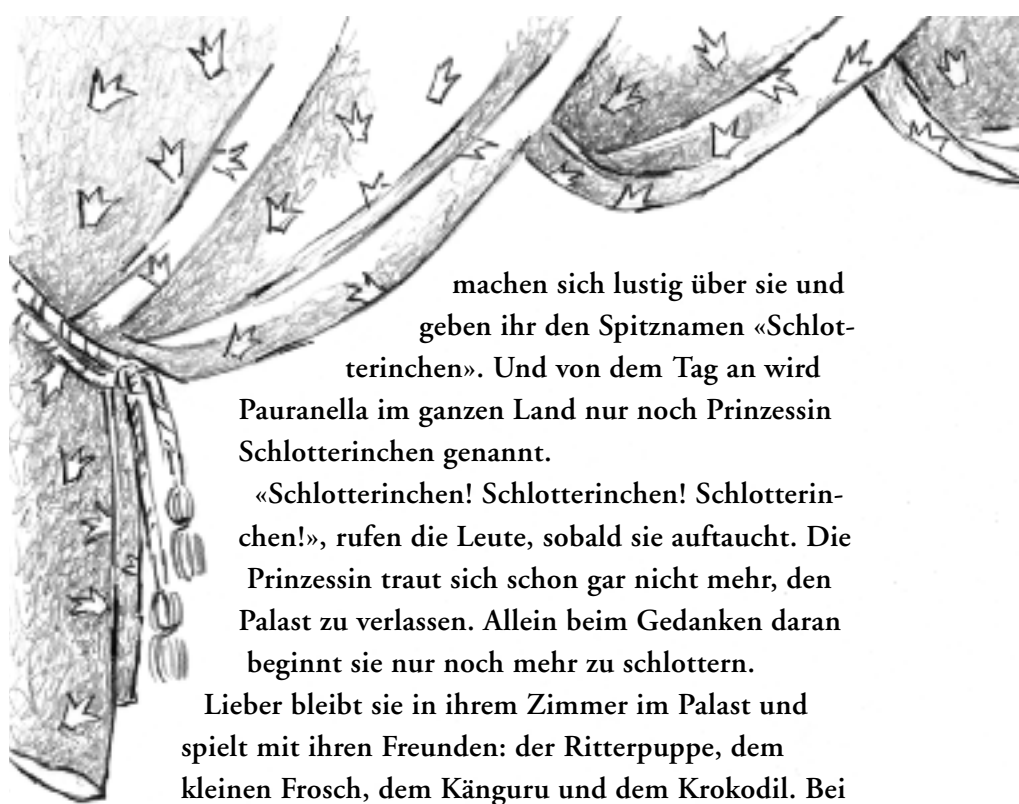 machen sich lustig über sie und
geben ihr den Spitznamen «Schlot-
terinchen». Und von dem Tag an wird
Pauranella im ganzen Land nur noch Prinzessin
Schlotterinchen genannt.
«Schlotterinchen! Schlotterinchen! Schlotterin-
chen!», rufen die Leute, sobald sie auftaucht. Die
Prinzessin traut sich schon gar nicht mehr, den
Palast zu verlassen. Allein beim Gedanken daran
beginnt sie nur noch mehr zu schlottern.
Lieber bleibt sie in ihrem Zimmer im Palast und
spielt mit ihren Freunden: der Ritterpuppe, dem
kleinen Frosch, dem Känguru und dem Krokodil. Bei